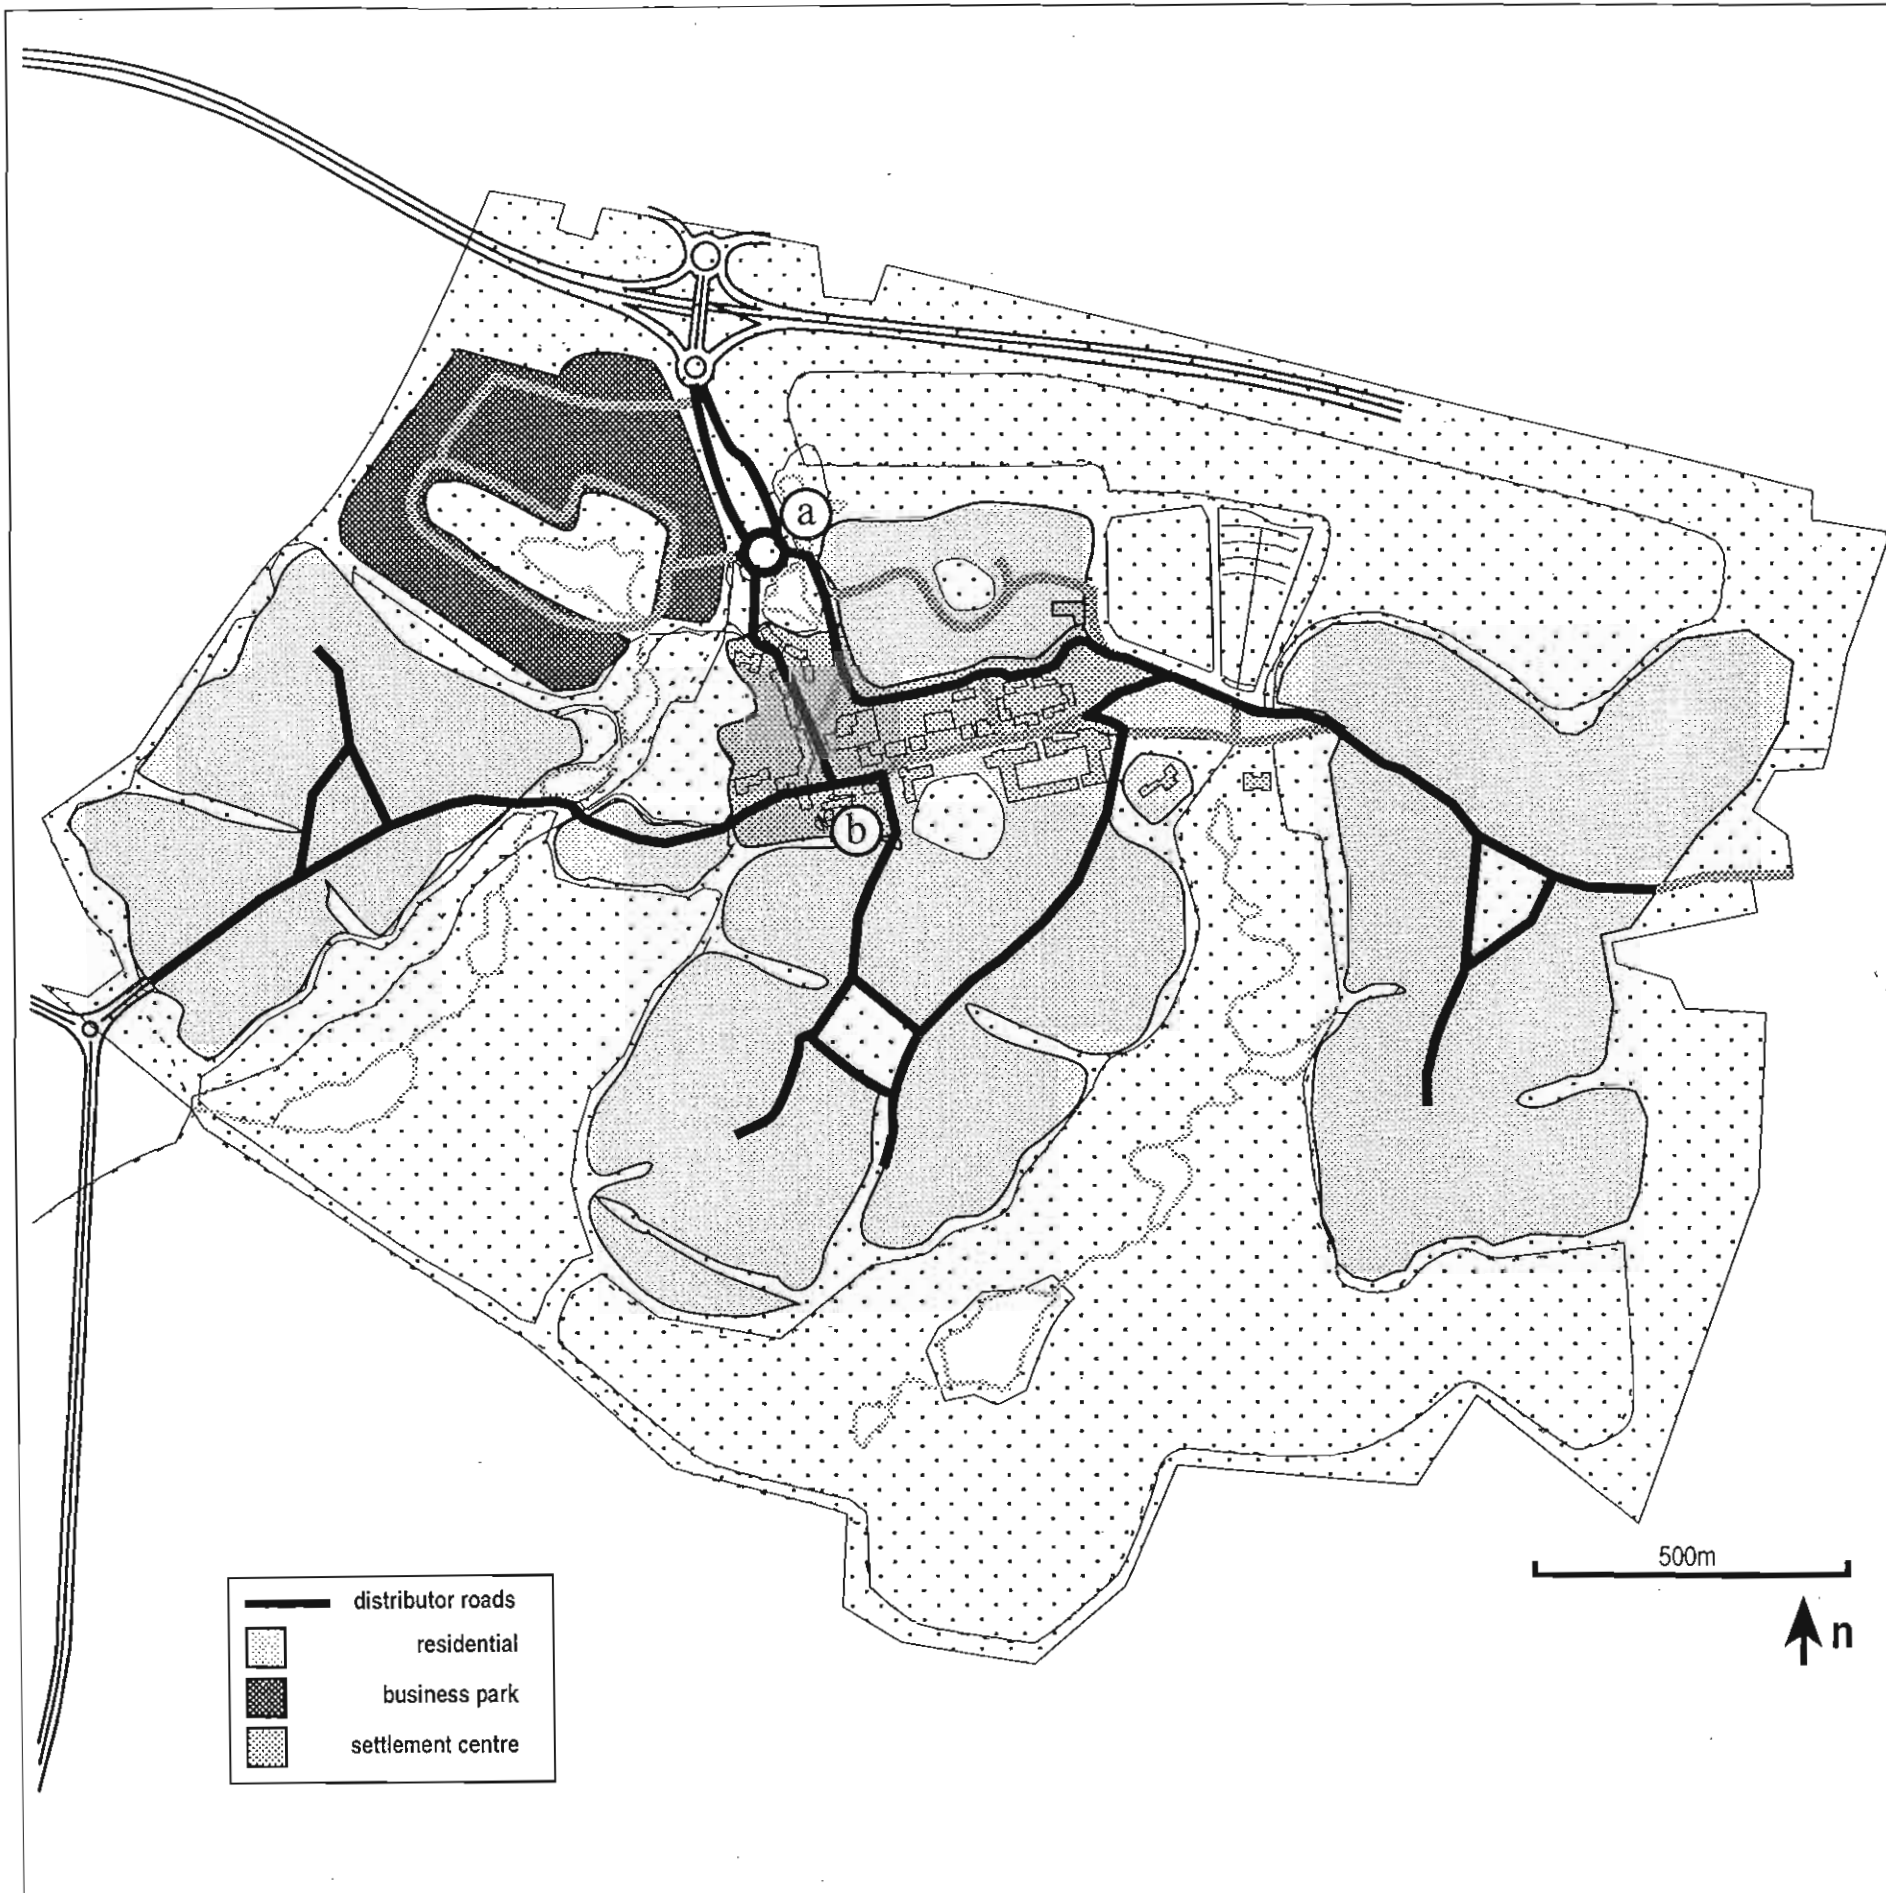 a
b
500m
n
distributor roads
residential
business park
settlement centre